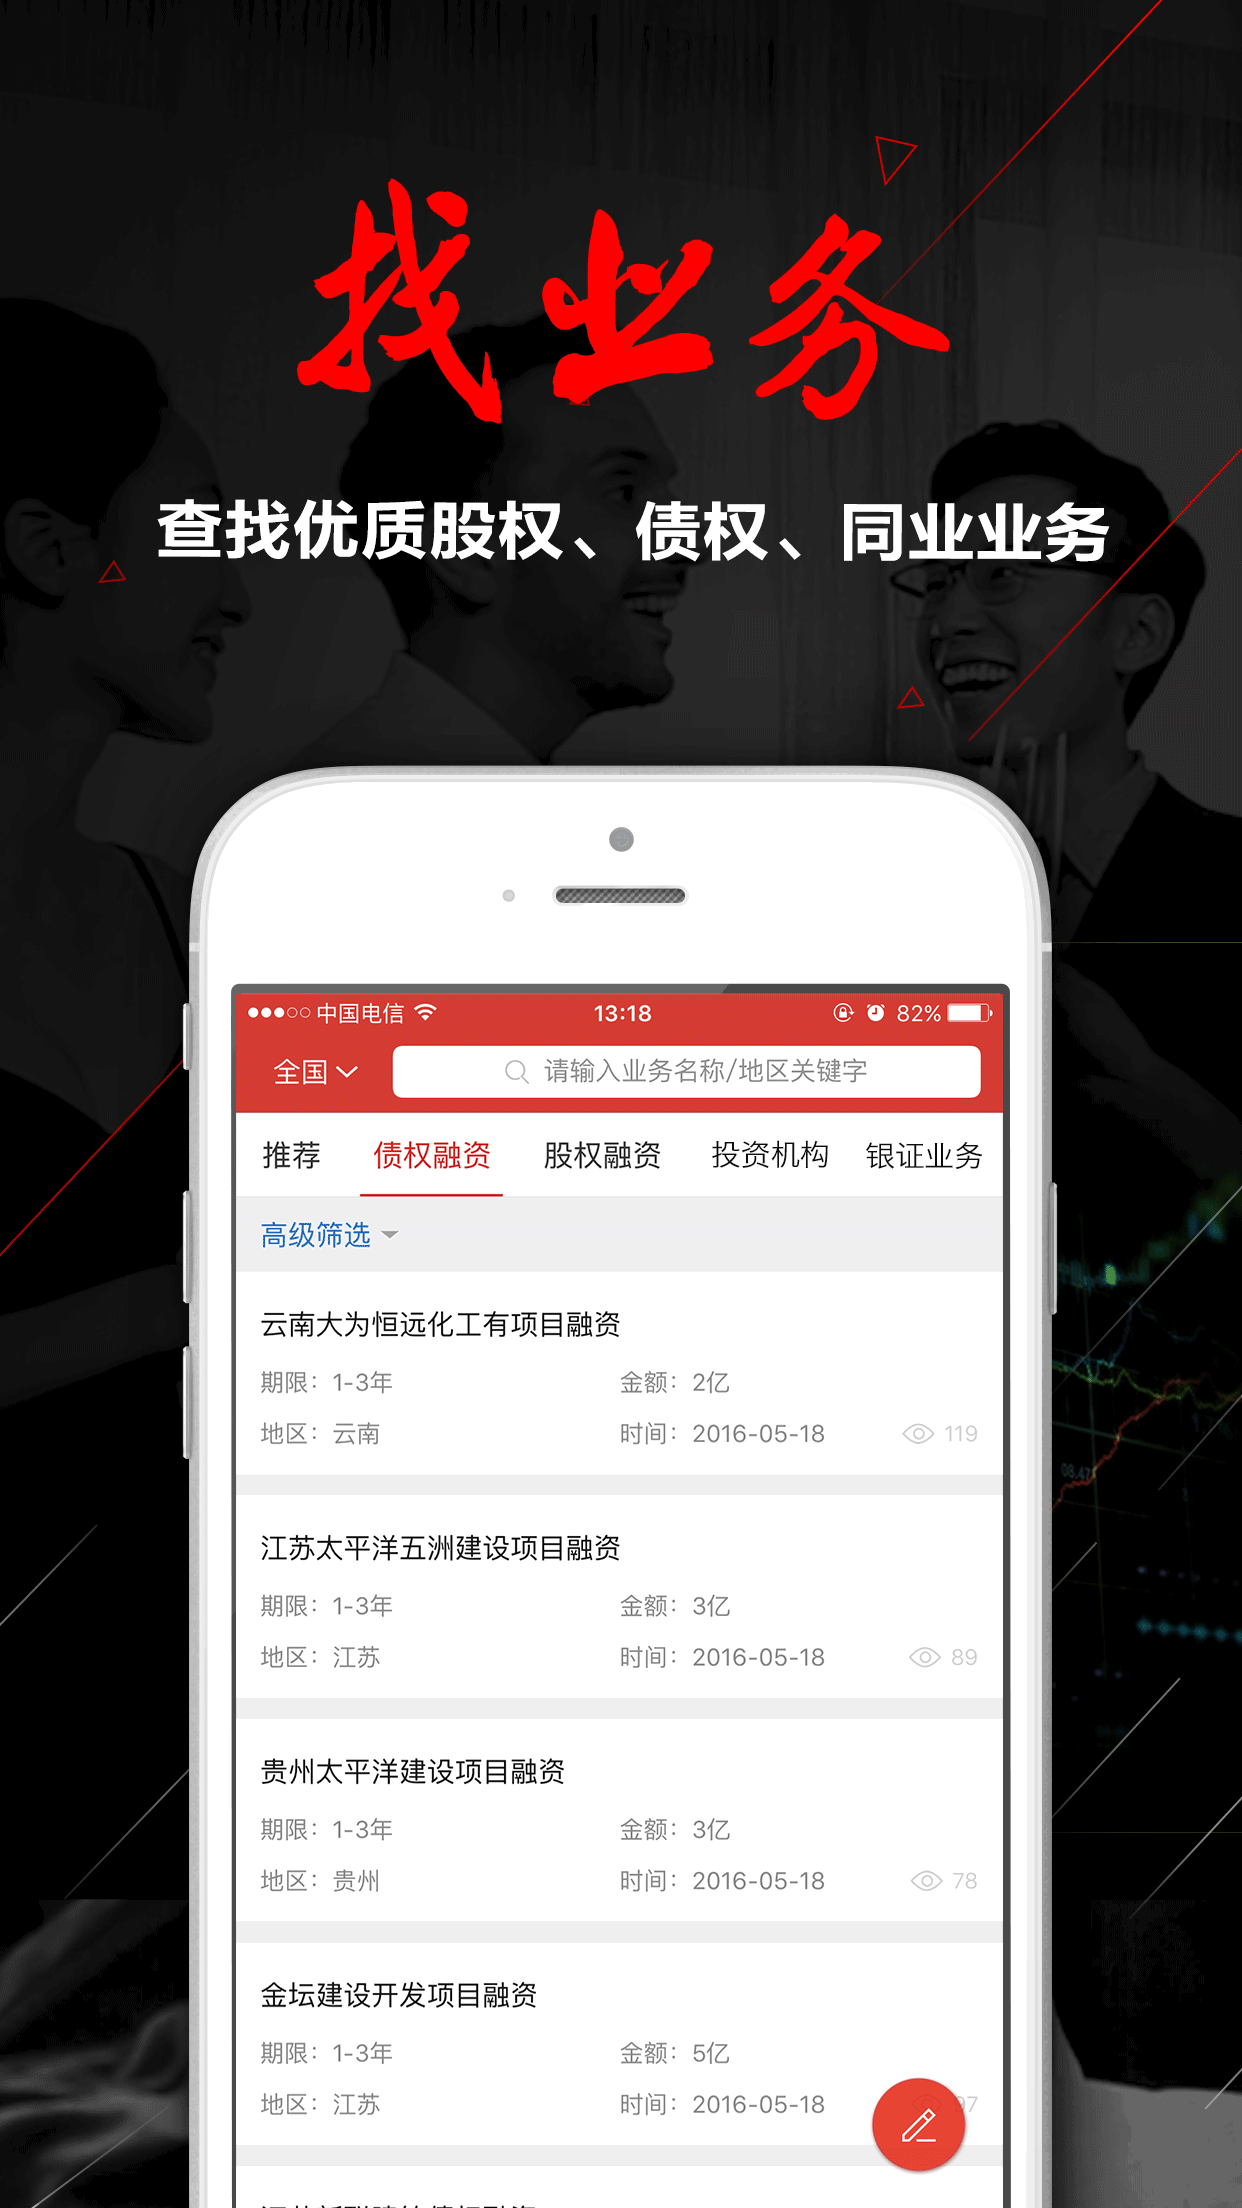 找业务
查找优质股权、债权、同业业务
中国电信 13:18 82%
全国 请输入业务名称/地区关键字
推荐 债权融资 股权融资 投资机构 银证业务
高级筛选
云南大为恒远化工有项目融资
期限：1-3年 金额：2亿
地区：云南 时间：2016-05-18 119
江苏太平洋五洲建设项目融资
期限：1-3年 金额：3亿
地区：江苏 时间：2016-05-18 89
贵州太平洋建设项目融资
期限：1-3年 金额：3亿
地区：贵州 时间：2016-05-18 78
金坛建设开发项目融资
期限：1-3年 金额：5亿
地区：江苏 时间：2016-05-18 97